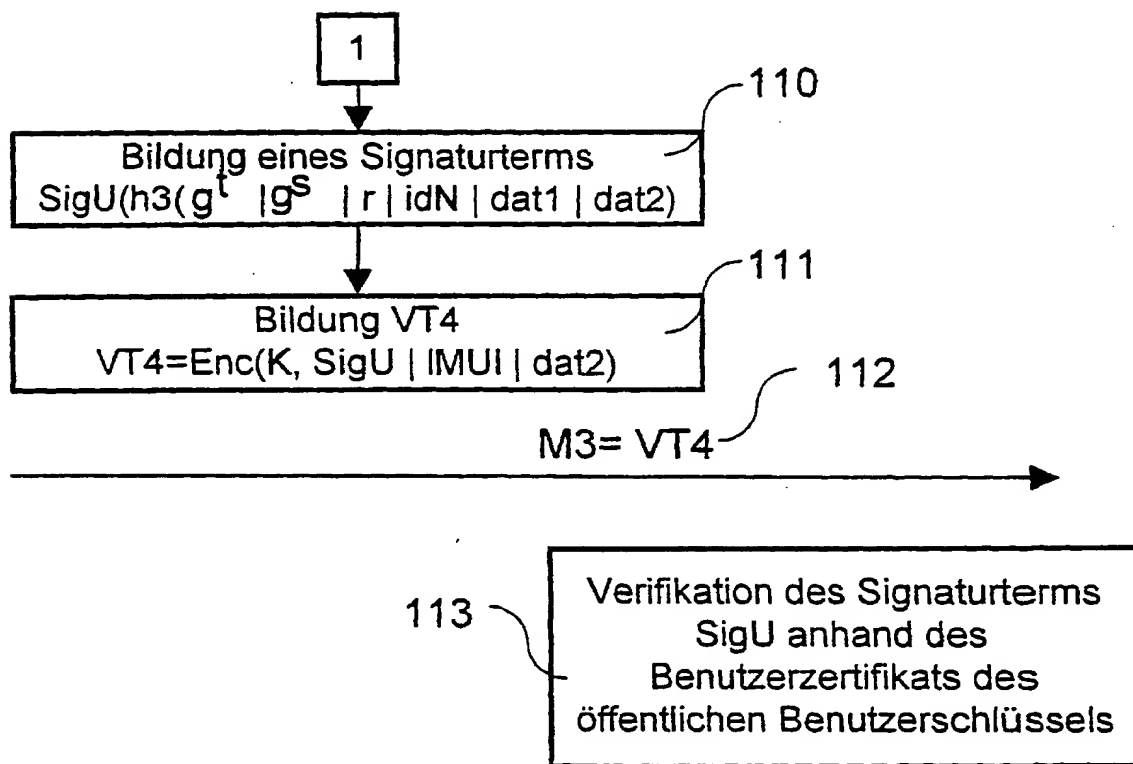 1
110
Bildung eines Signaturterms
SigU(h3(g^t |g^s | r | idN | dat1 | dat2)
111
Bildung VT4
VT4=Enc(K, SigU | IMUI | dat2)
112
M3= VT4
113
Verifikation des Signaturterms
SigU anhand des
Benutzerzertifikats des
öffentlichen Benutzerschlüssels